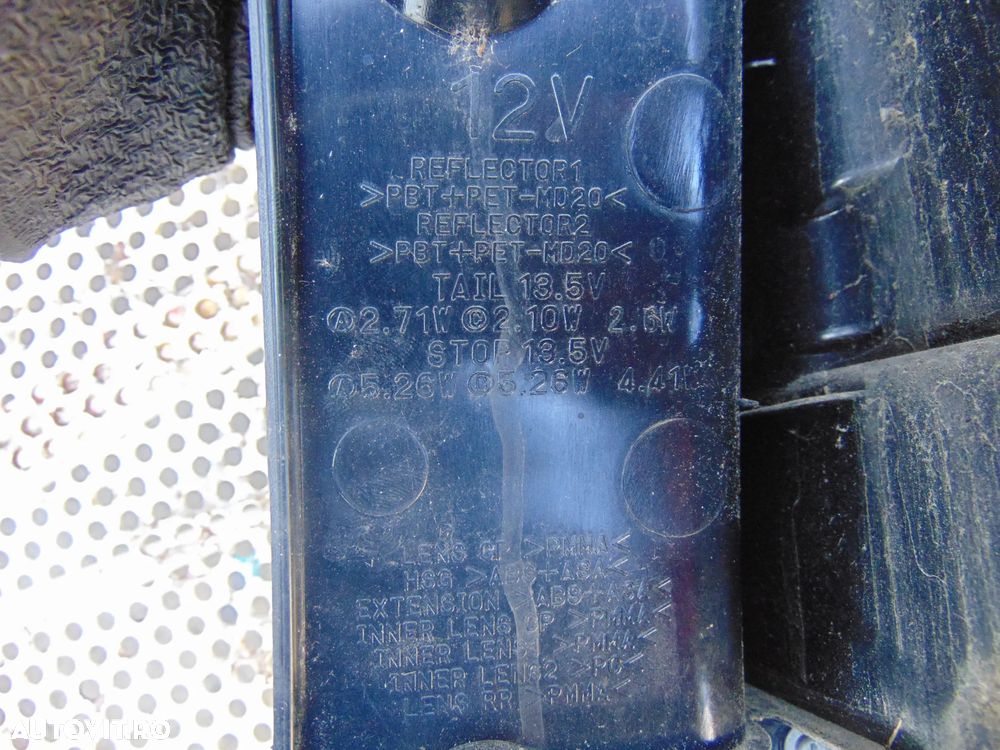 12V
REFLECTOR1
>PBT+PET-MD20<
REFLECTOR2
>PBT+PET-MD20<
TAIL 13.5V
Ⓐ2.71W Ⓒ2.10W 2.6W
STOP 13.5V
Ⓐ5.26W Ⓑ5.26W 4.41W
LENS >PMMA<
HSG >ABS+ASA<
EXTENSION >ABS+ASA<
INNER LENS CP >PMMA<
INNER LENS >PMMA<
INNER LENS2 >PC<
LENS RR >PMMA<
AUTOVIT.RO